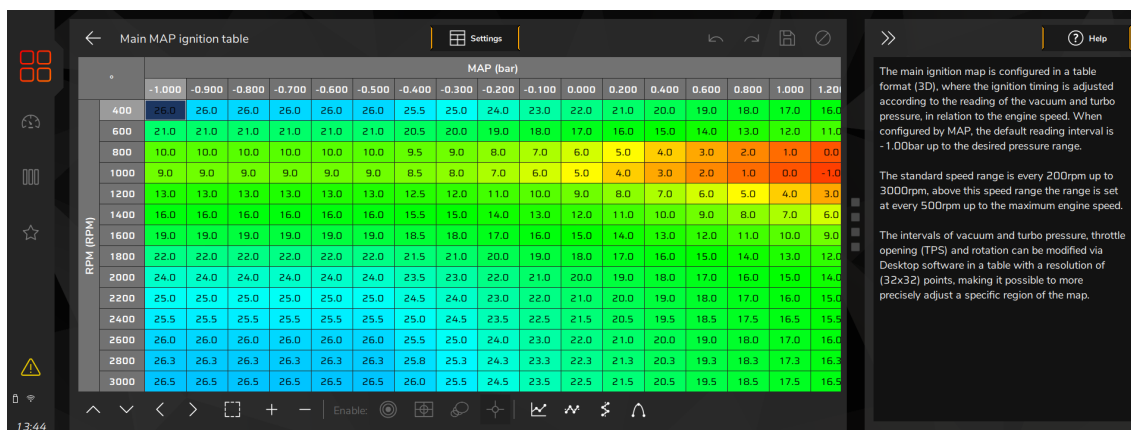 Main MAP ignition table
Settings
Help
°
MAP (bar)
-1.000 -0.900 -0.800 -0.700 -0.600 -0.500 -0.400 -0.300 -0.200 -0.100 0.000 0.200 0.400 0.600 0.800 1.000 1.20
RPM (RPM)
400 26.0 26.0 26.0 26.0 26.0 26.0 25.5 25.0 24.0 23.0 22.0 21.0 20.0 19.0 18.0 17.0 16.0
600 21.0 21.0 21.0 21.0 21.0 21.0 20.5 20.0 19.0 18.0 17.0 16.0 15.0 14.0 13.0 12.0 11.0
800 10.0 10.0 10.0 10.0 10.0 10.0 9.5 9.0 8.0 7.0 6.0 5.0 4.0 3.0 2.0 1.0 0.0
1000 9.0 9.0 9.0 9.0 9.0 9.0 8.5 8.0 7.0 6.0 5.0 4.0 3.0 2.0 1.0 0.0 -1.0
1200 13.0 13.0 13.0 13.0 13.0 13.0 12.5 12.0 11.0 10.0 9.0 8.0 7.0 6.0 5.0 4.0 3.0
1400 16.0 16.0 16.0 16.0 16.0 16.0 15.5 15.0 14.0 13.0 12.0 11.0 10.0 9.0 8.0 7.0 6.0
1600 19.0 19.0 19.0 19.0 19.0 19.0 18.5 18.0 17.0 16.0 15.0 14.0 13.0 12.0 11.0 10.0 9.0
1800 22.0 22.0 22.0 22.0 22.0 22.0 21.5 21.0 20.0 19.0 18.0 17.0 16.0 15.0 14.0 13.0 12.0
2000 24.0 24.0 24.0 24.0 24.0 24.0 23.5 23.0 22.0 21.0 20.0 19.0 18.0 17.0 16.0 15.0 14.0
2200 25.0 25.0 25.0 25.0 25.0 25.0 24.5 24.0 23.0 22.0 21.0 20.0 19.0 18.0 17.0 16.0 15.0
2400 25.5 25.5 25.5 25.5 25.5 25.5 25.0 24.5 23.5 22.5 21.5 20.5 19.5 18.5 17.5 16.5 15.5
2600 26.0 26.0 26.0 26.0 26.0 26.0 25.5 25.0 24.0 23.0 22.0 21.0 20.0 19.0 18.0 17.0 16.0
2800 26.3 26.3 26.3 26.3 26.3 26.3 25.8 25.3 24.3 23.3 22.3 21.3 20.3 19.3 18.3 17.3 16.3
3000 26.5 26.5 26.5 26.5 26.5 26.5 26.0 25.5 24.5 23.5 22.5 21.5 20.5 19.5 18.5 17.5 16.5
Enable:
13:44
The main ignition map is configured in a table
format (3D), where the ignition timing is adjusted
according to the reading of the vacuum and turbo
pressure, in relation to the engine speed. When
configured by MAP, the default reading interval is
-1.00bar up to the desired pressure range.
The standard speed range is every 200rpm up to
3000rpm, above this speed range the range is set
at every 500rpm up to the maximum engine speed.
The intervals of vacuum and turbo pressure, throttle
opening (TPS) and rotation can be modified via
Desktop software in a table with a resolution of
(32x32) points, making it possible to more
precisely adjust a specific region of the map.